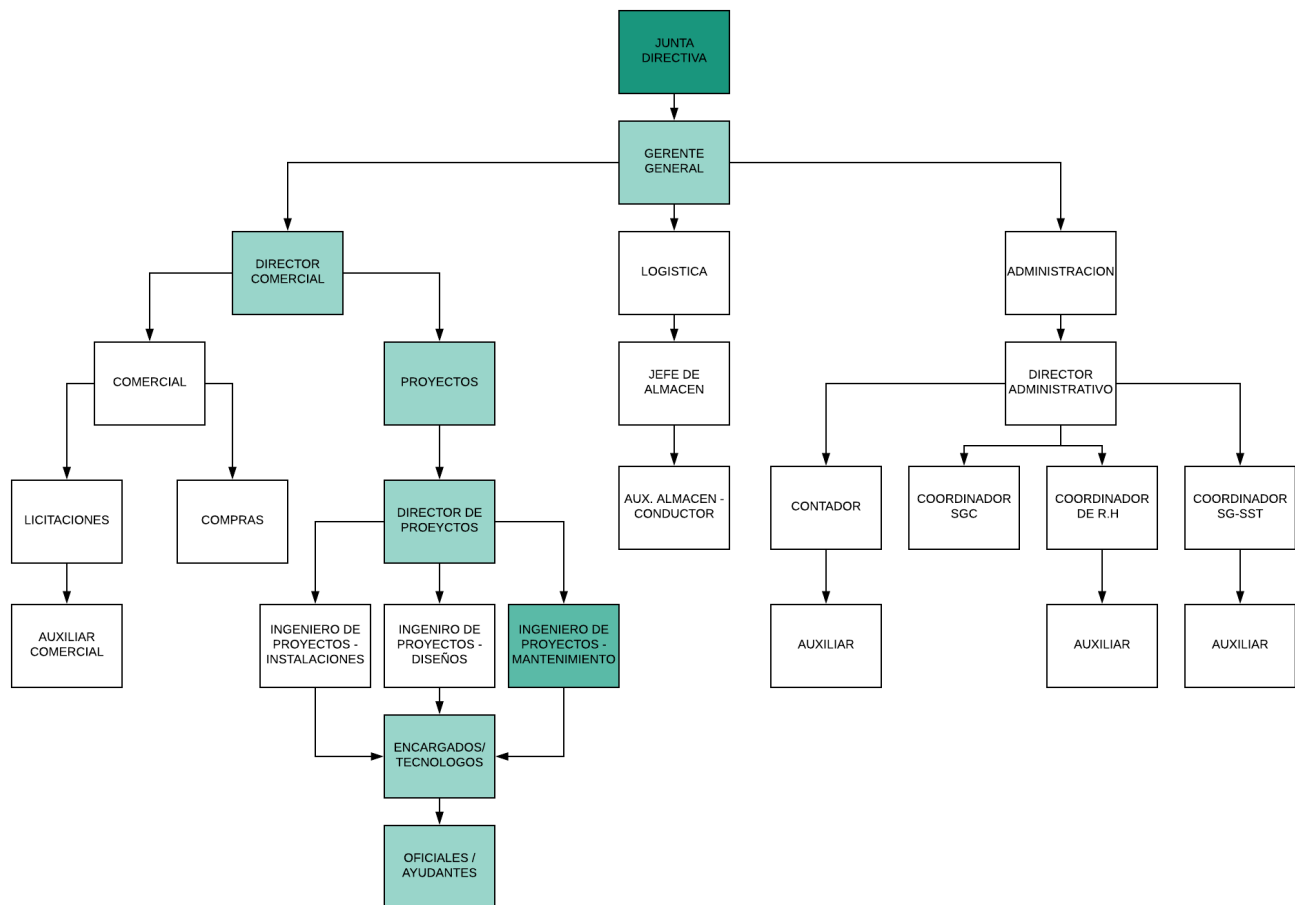 JUNTA
DIRECTIVA
GERENTE
GENERAL
DIRECTOR
COMERCIAL
LOGISTICA
ADMINISTRACION
COMERCIAL
PROYECTOS
JEFE DE
ALMACEN
DIRECTOR
ADMINISTRATIVO
LICITACIONES
COMPRAS
DIRECTOR DE
PROEYCTOS
AUX. ALMACEN -
CONDUCTOR
CONTADOR
COORDINADOR
SGC
COORDINADOR
DE R.H
COORDINADOR
SG-SST
AUXILIAR
COMERCIAL
INGENIERO DE
PROYECTOS -
INSTALACIONES
INGENIRO DE
PROYECTOS -
DISEÑOS
INGENIERO DE
PROYECTOS -
MANTENIMIENTO
AUXILIAR
AUXILIAR
AUXILIAR
ENCARGADOS/
TECNOLOGOS
OFICIALES /
AYUDANTES